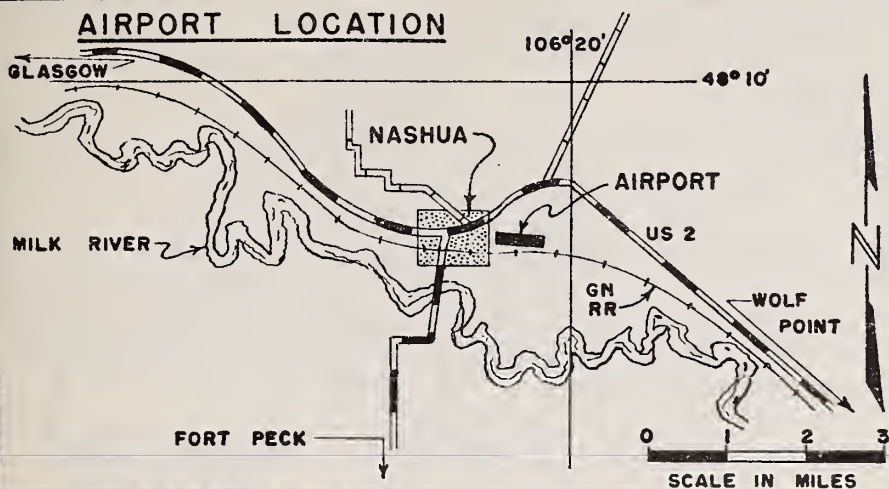 AIRPORT LOCATION
106°20'
GLASGOW
48°10'
NASHUA
AIRPORT
US 2
MILK RIVER
N
GN
RR
WOLF
POINT
FORT PECK
0 1 2 3
SCALE IN MILES